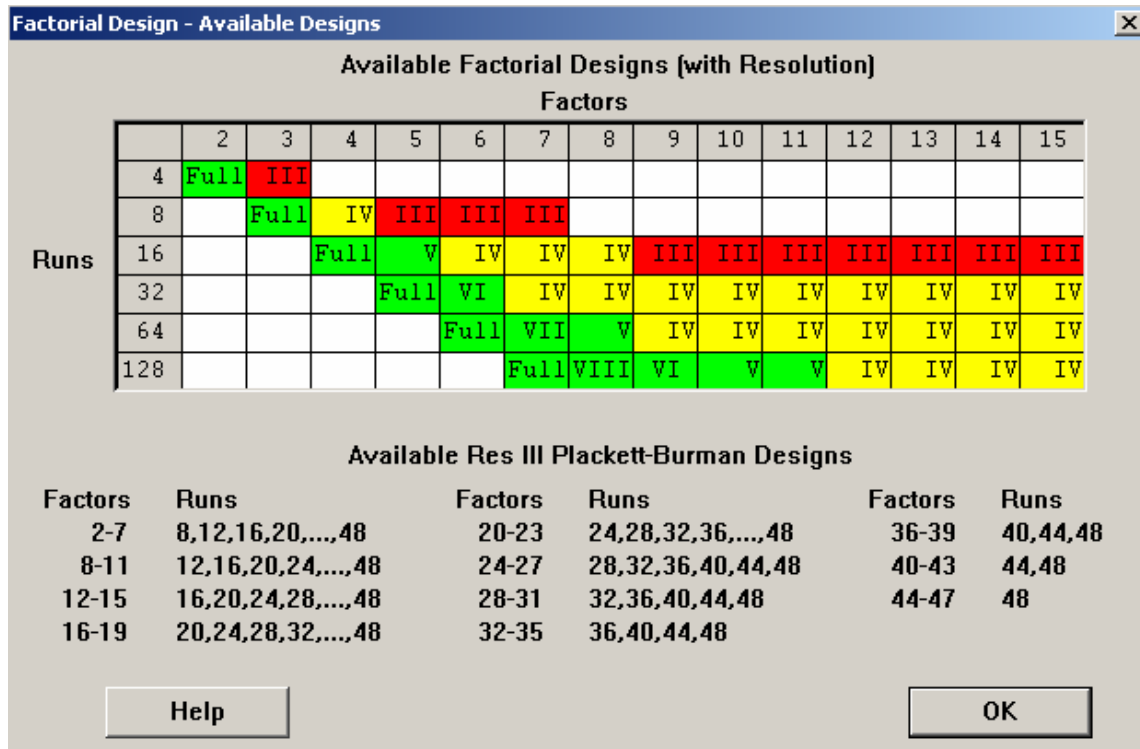 Factorial Design - Available Designs
Available Factorial Designs (with Resolution)
Factors
2 3 4 5 6 7 8 9 10 11 12 13 14 15
4 Full III
8 Full IV III III III
Runs 16 Full V IV IV IV III III III III III III III
32 Full VI IV IV IV IV IV IV IV IV IV
64 Full VII V IV IV IV IV IV IV IV
128 Full VIII VI V V IV IV IV IV
Available Res III Plackett-Burman Designs
Factors Runs Factors Runs Factors Runs
2-7 8,12,16,20,...,48 20-23 24,28,32,36,...,48 36-39 40,44,48
8-11 12,16,20,24,...,48 24-27 28,32,36,40,44,48 40-43 44,48
12-15 16,20,24,28,...,48 28-31 32,36,40,44,48 44-47 48
16-19 20,24,28,32,...,48 32-35 36,40,44,48
Help OK